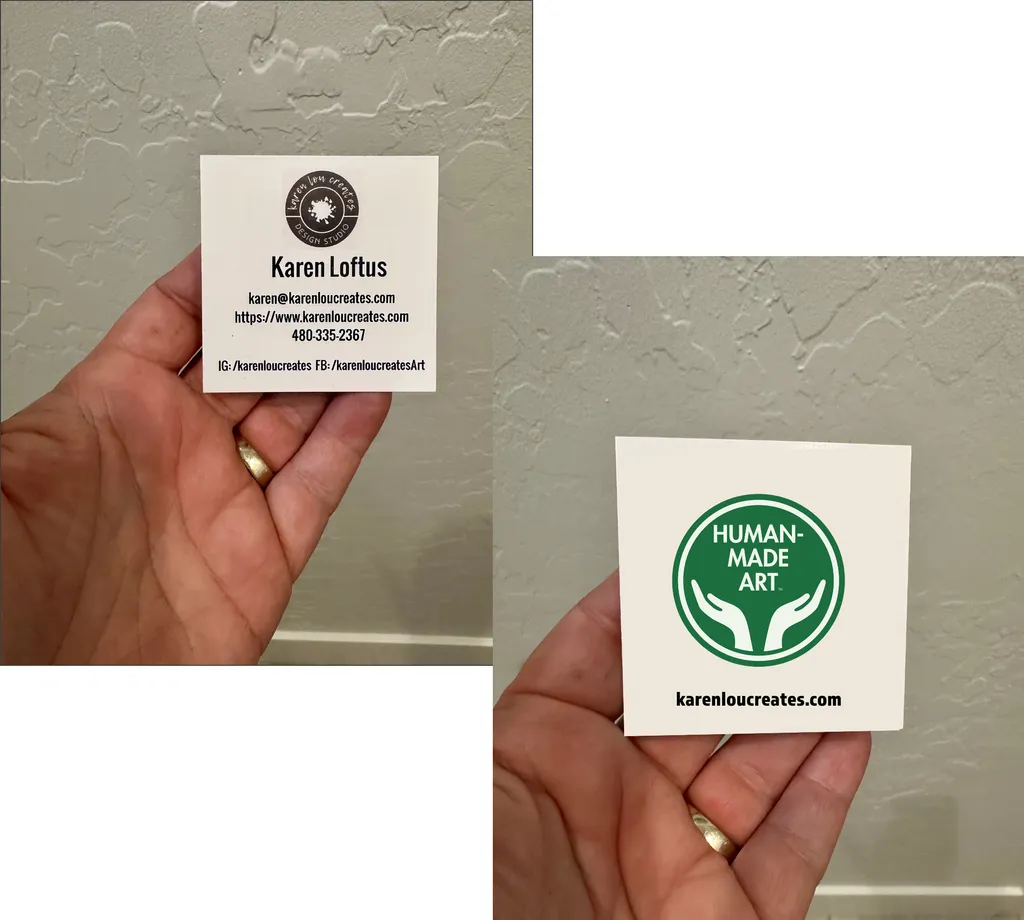 karen lou creates
DESIGN STUDIO
Karen Loftus
karen@karenloucreates.com
https://www.karenloucreates.com
480-335-2367
IG: /karenloucreates FB: /karenloucreatesArt
HUMAN-
MADE
ART
karenloucreates.com